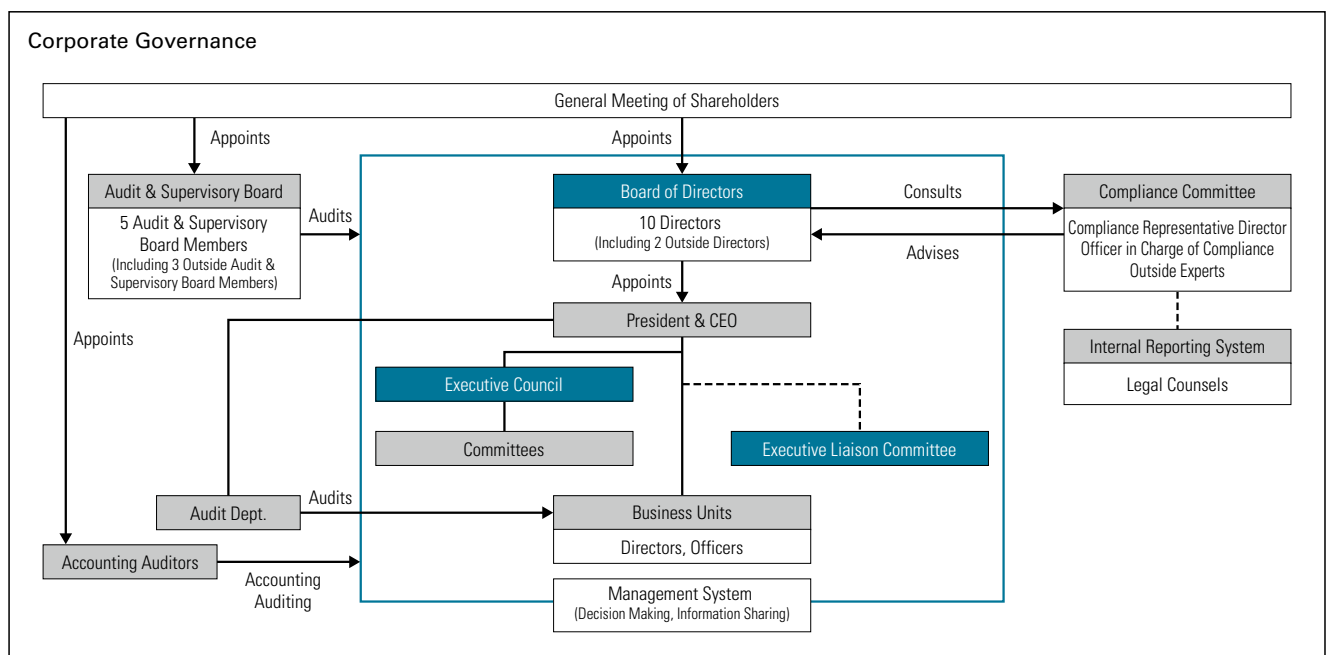 Corporate Governance
General Meeting of Shareholders
Appoints
Appoints
Audit & Supervisory Board
5 Audit & Supervisory
Board Members
(Including 3 Outside Audit &
Supervisory Board Members)
Audits
Board of Directors
10 Directors
(Including 2 Outside Directors)
Consults
Advises
Compliance Committee
Compliance Representative Director
Officer in Charge of Compliance
Outside Experts
Appoints
President & CEO
Appoints
Internal Reporting System
Legal Counsels
Executive Council
Committees
Executive Liaison Committee
Audit Dept.
Audits
Business Units
Directors, Officers
Accounting Auditors
Accounting
Auditing
Management System
(Decision Making, Information Sharing)